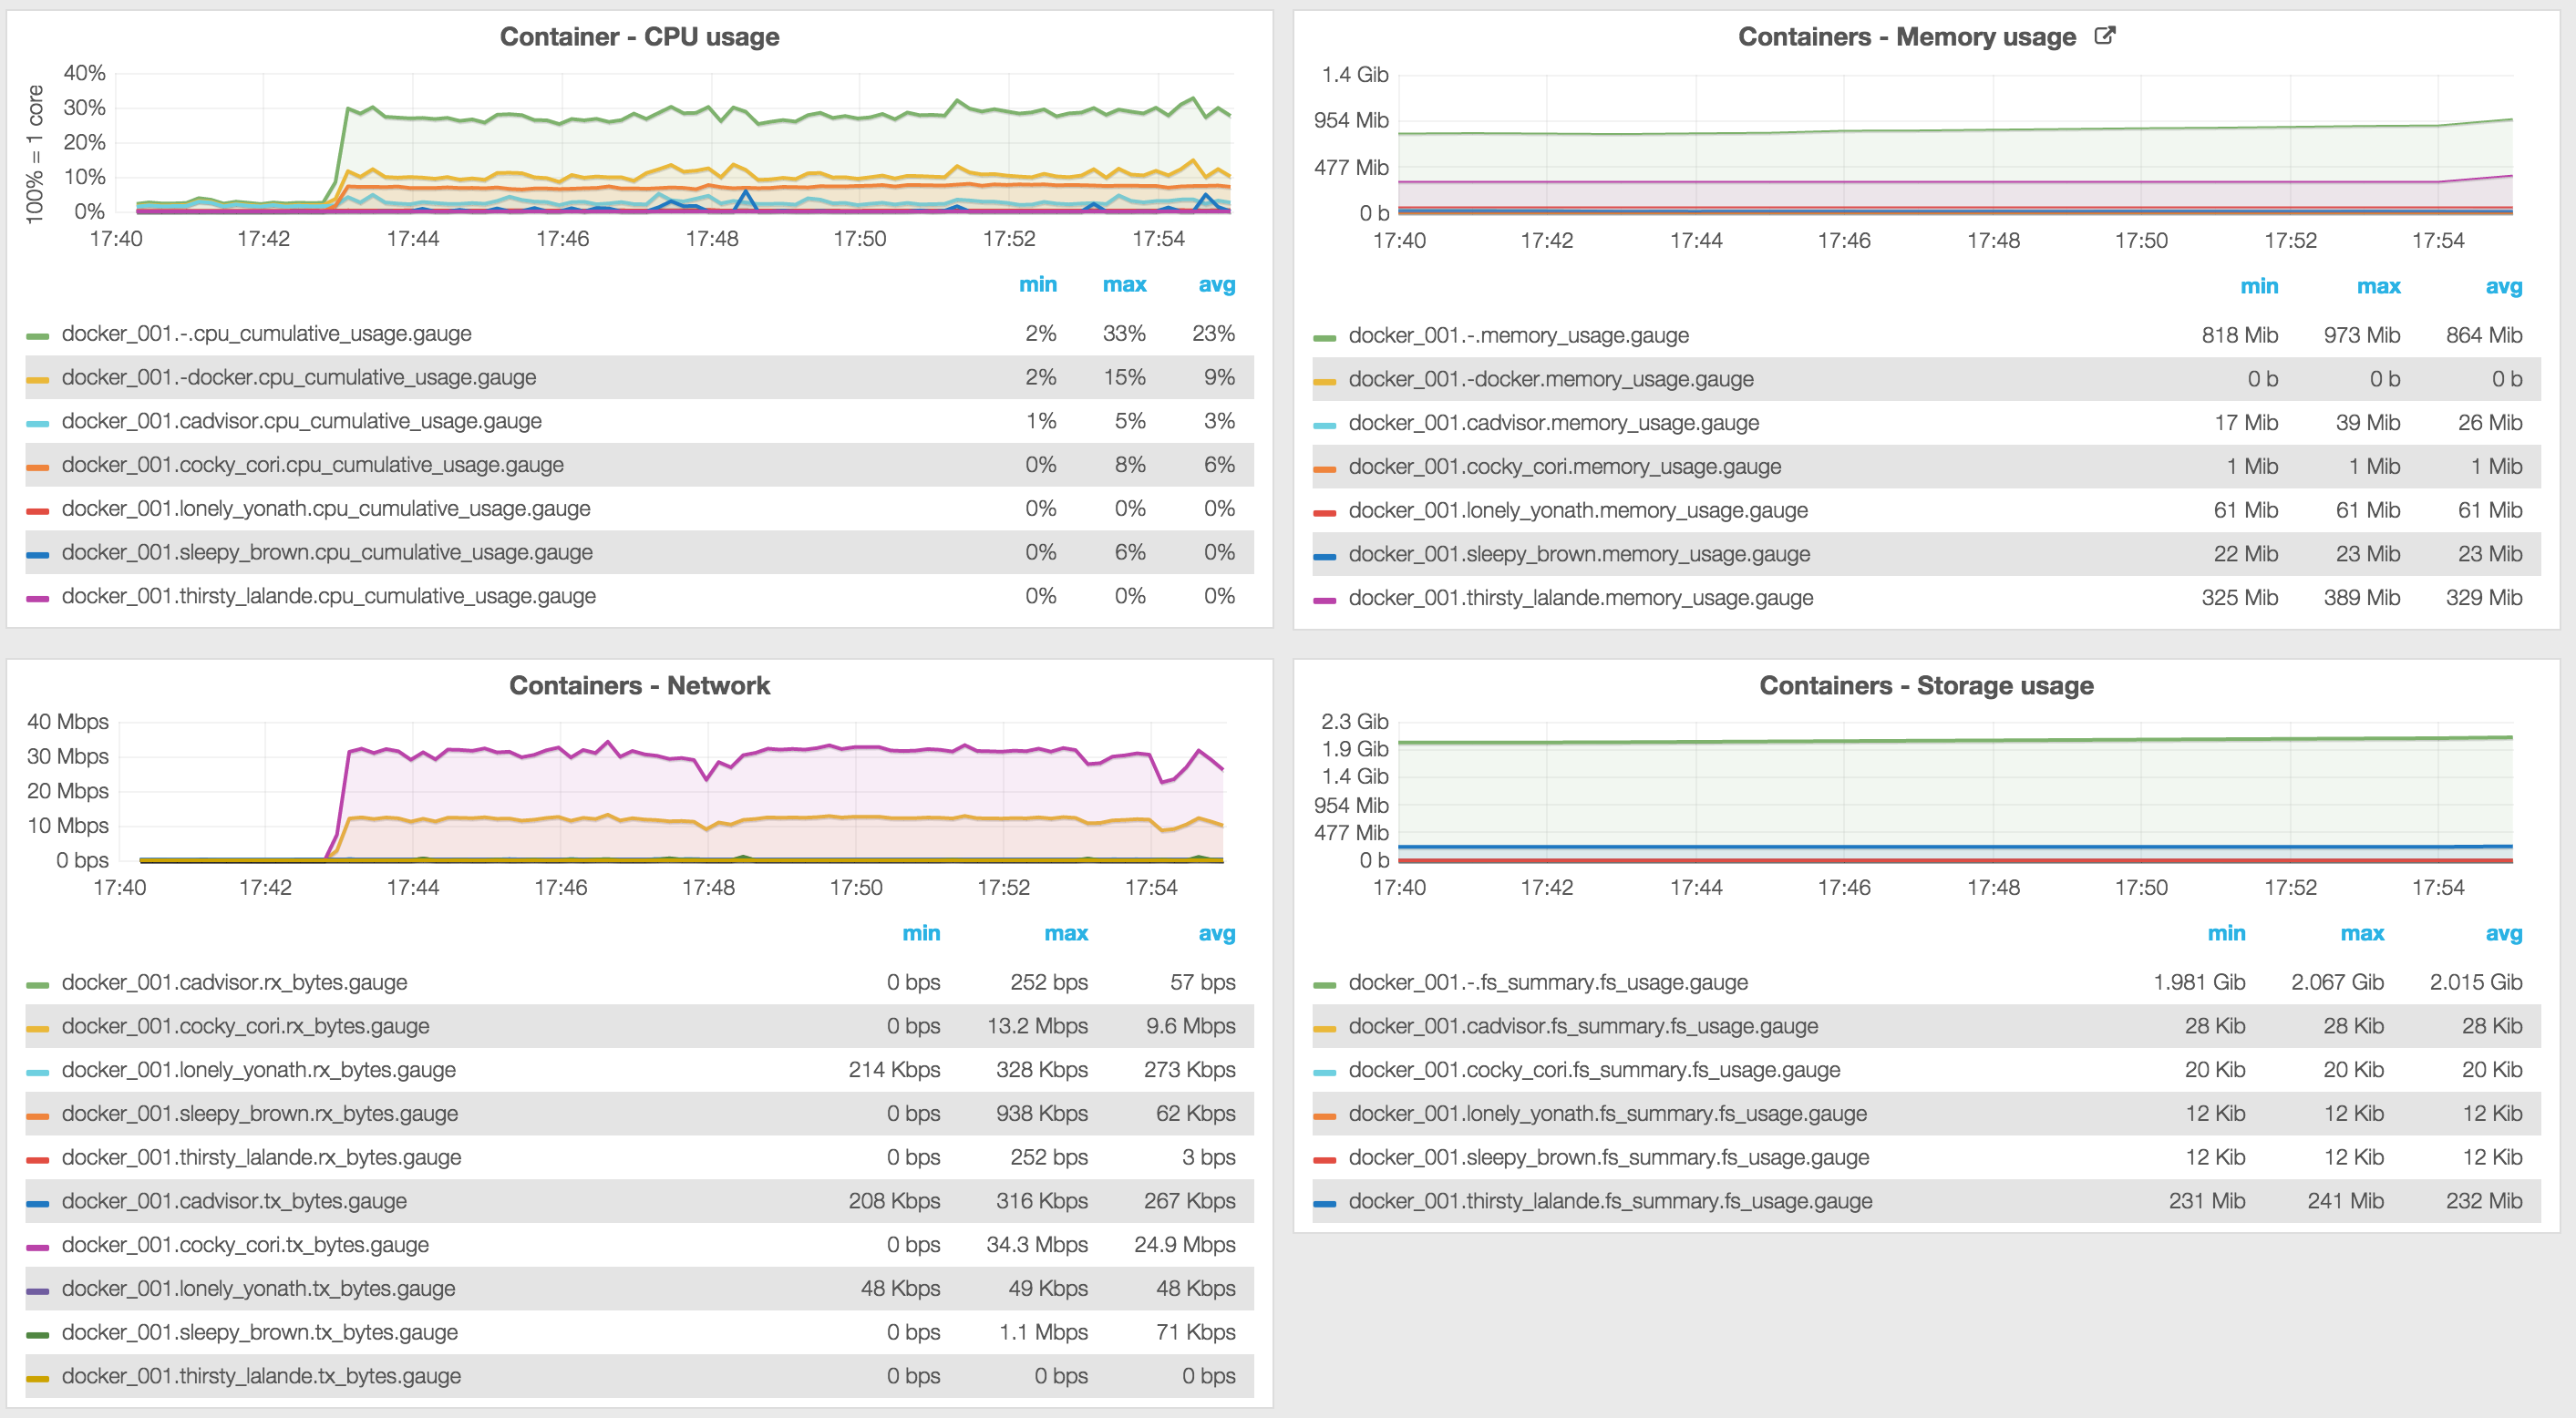 Container - CPU usage
100% = 1 core
40%
30%
20%
10%
0%
17:40 17:42 17:44 17:46 17:48 17:50 17:52 17:54
min max avg
docker_001.-.cpu_cumulative_usage.gauge 2% 33% 23%
docker_001.-docker.cpu_cumulative_usage.gauge 2% 15% 9%
docker_001.cadvisor.cpu_cumulative_usage.gauge 1% 5% 3%
docker_001.cocky_cori.cpu_cumulative_usage.gauge 0% 8% 6%
docker_001.lonely_yonath.cpu_cumulative_usage.gauge 0% 0% 0%
docker_001.sleepy_brown.cpu_cumulative_usage.gauge 0% 6% 0%
docker_001.thirsty_lalande.cpu_cumulative_usage.gauge 0% 0% 0%
Containers - Memory usage
1.4 Gib
954 Mib
477 Mib
0 b
17:40 17:42 17:44 17:46 17:48 17:50 17:52 17:54
min max avg
docker_001.-.memory_usage.gauge 818 Mib 973 Mib 864 Mib
docker_001.-docker.memory_usage.gauge 0 b 0 b 0 b
docker_001.cadvisor.memory_usage.gauge 17 Mib 39 Mib 26 Mib
docker_001.cocky_cori.memory_usage.gauge 1 Mib 1 Mib 1 Mib
docker_001.lonely_yonath.memory_usage.gauge 61 Mib 61 Mib 61 Mib
docker_001.sleepy_brown.memory_usage.gauge 22 Mib 23 Mib 23 Mib
docker_001.thirsty_lalande.memory_usage.gauge 325 Mib 389 Mib 329 Mib
Containers - Network
40 Mbps
30 Mbps
20 Mbps
10 Mbps
0 bps
17:40 17:42 17:44 17:46 17:48 17:50 17:52 17:54
min max avg
docker_001.cadvisor.rx_bytes.gauge 0 bps 252 bps 57 bps
docker_001.cocky_cori.rx_bytes.gauge 0 bps 13.2 Mbps 9.6 Mbps
docker_001.lonely_yonath.rx_bytes.gauge 214 Kbps 328 Kbps 273 Kbps
docker_001.sleepy_brown.rx_bytes.gauge 0 bps 938 Kbps 62 Kbps
docker_001.thirsty_lalande.rx_bytes.gauge 0 bps 252 bps 3 bps
docker_001.cadvisor.tx_bytes.gauge 208 Kbps 316 Kbps 267 Kbps
docker_001.cocky_cori.tx_bytes.gauge 0 bps 34.3 Mbps 24.9 Mbps
docker_001.lonely_yonath.tx_bytes.gauge 48 Kbps 49 Kbps 48 Kbps
docker_001.sleepy_brown.tx_bytes.gauge 0 bps 1.1 Mbps 71 Kbps
docker_001.thirsty_lalande.tx_bytes.gauge 0 bps 0 bps 0 bps
Containers - Storage usage
2.3 Gib
1.9 Gib
1.4 Gib
954 Mib
477 Mib
0 b
17:40 17:42 17:44 17:46 17:48 17:50 17:52 17:54
min max avg
docker_001.-.fs_summary.fs_usage.gauge 1.981 Gib 2.067 Gib 2.015 Gib
docker_001.cadvisor.fs_summary.fs_usage.gauge 28 Kib 28 Kib 28 Kib
docker_001.cocky_cori.fs_summary.fs_usage.gauge 20 Kib 20 Kib 20 Kib
docker_001.lonely_yonath.fs_summary.fs_usage.gauge 12 Kib 12 Kib 12 Kib
docker_001.sleepy_brown.fs_summary.fs_usage.gauge 12 Kib 12 Kib 12 Kib
docker_001.thirsty_lalande.fs_summary.fs_usage.gauge 231 Mib 241 Mib 232 Mib